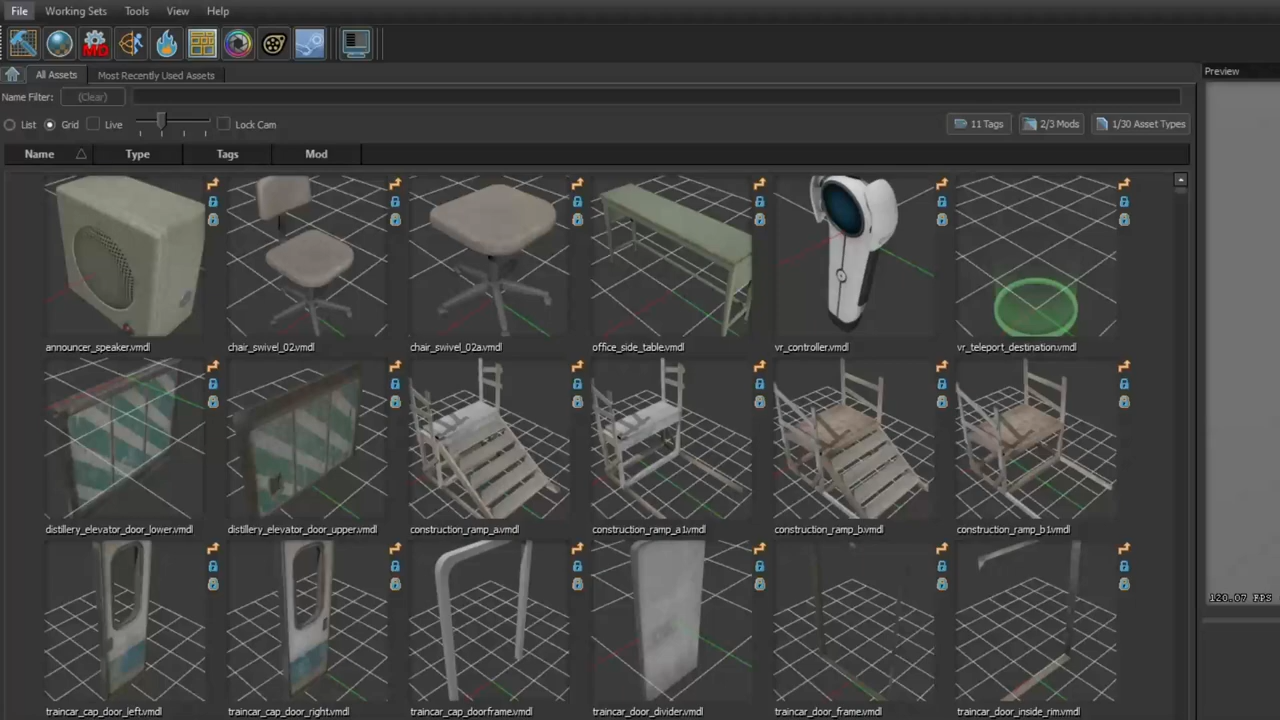 File Working Sets Tools View Help
MO
All Assets Most Recently Used Assets
Preview
Name Filter: (Clear)
List Grid Live Lock Cam 11 Tags 2/3 Mods 1/30 Asset Types
Name Type Tags Mod
announcer_speaker.vmdl chair_swivel_02.vmdl chair_swivel_02a.vmdl office_side_table.vmdl vr_controller.vmdl vr_teleport_destination.vmdl
distillery_elevator_door_lower.vmdl distillery_elevator_door_upper.vmdl construction_ramp_a.vmdl construction_ramp_a1.vmdl construction_ramp_b.vmdl construction_ramp_b1.vmdl
120.07 FPS
traincar_cap_door_left.vmdl traincar_cap_door_right.vmdl traincar_cap_doorframe.vmdl traincar_door_divider.vmdl traincar_door_frame.vmdl traincar_door_inside_rim.vmdl